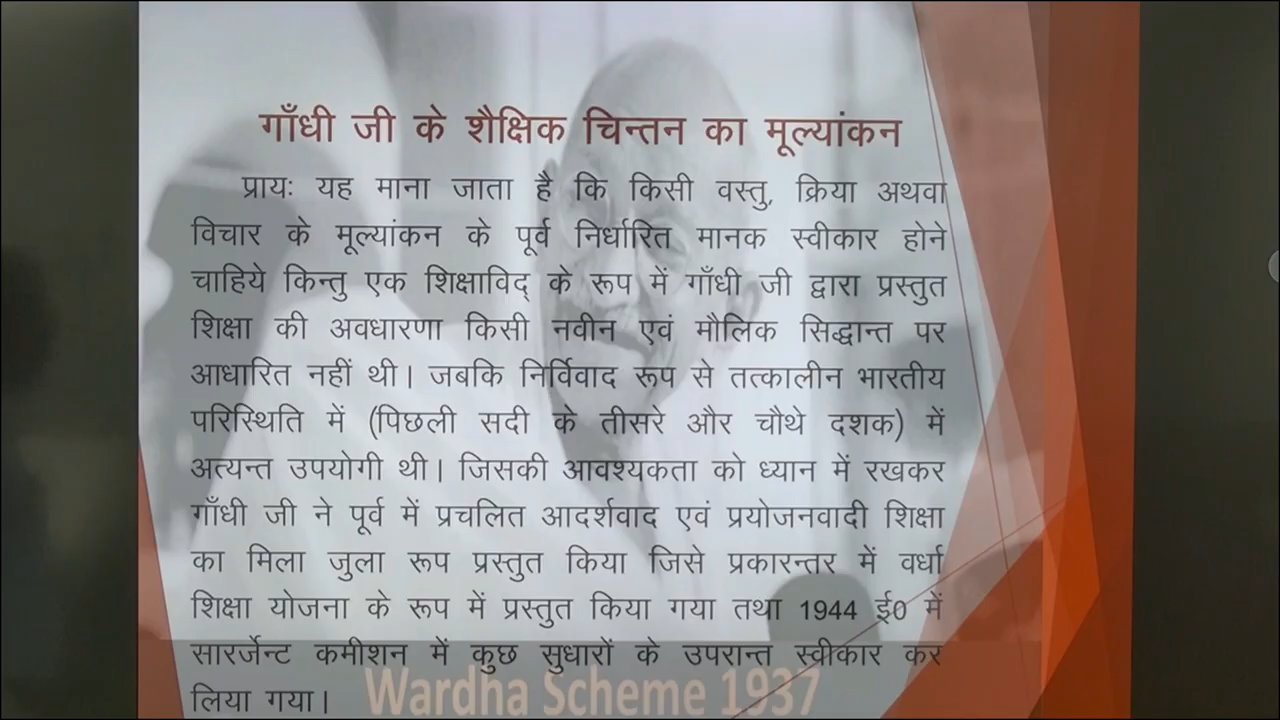 गाँधी जी के शैक्षिक चिन्तन का मूल्यांकन
प्रायः यह माना जाता है कि किसी वस्तु, क्रिया अथवा
विचार के मूल्यांकन के पूर्व निर्धारित मानक स्वीकार होने
चाहिये किन्तु एक शिक्षाविद् के रूप में गाँधी जी द्वारा प्रस्तुत
शिक्षा की अवधारणा किसी नवीन एवं मौलिक सिद्धान्त पर
आधारित नहीं थी। जबकि निर्विवाद रूप से तत्कालीन भारतीय
परिस्थिति में (पिछली सदी के तीसरे और चौथे दशक) में
अत्यन्त उपयोगी थी। जिसकी आवश्यकता को ध्यान में रखकर
गाँधी जी ने पूर्व में प्रचलित आदर्शवाद एवं प्रयोजनवादी शिक्षा
का मिला जुला रूप प्रस्तुत किया जिसे प्रकारन्तर में वर्धा
शिक्षा योजना के रूप में प्रस्तुत किया गया तथा 1944 ई0 में
सारर्जेन्ट कमीशन में कुछ सुधारों के उपरान्त स्वीकार कर
लिया गया।
Wardha Scheme 1937